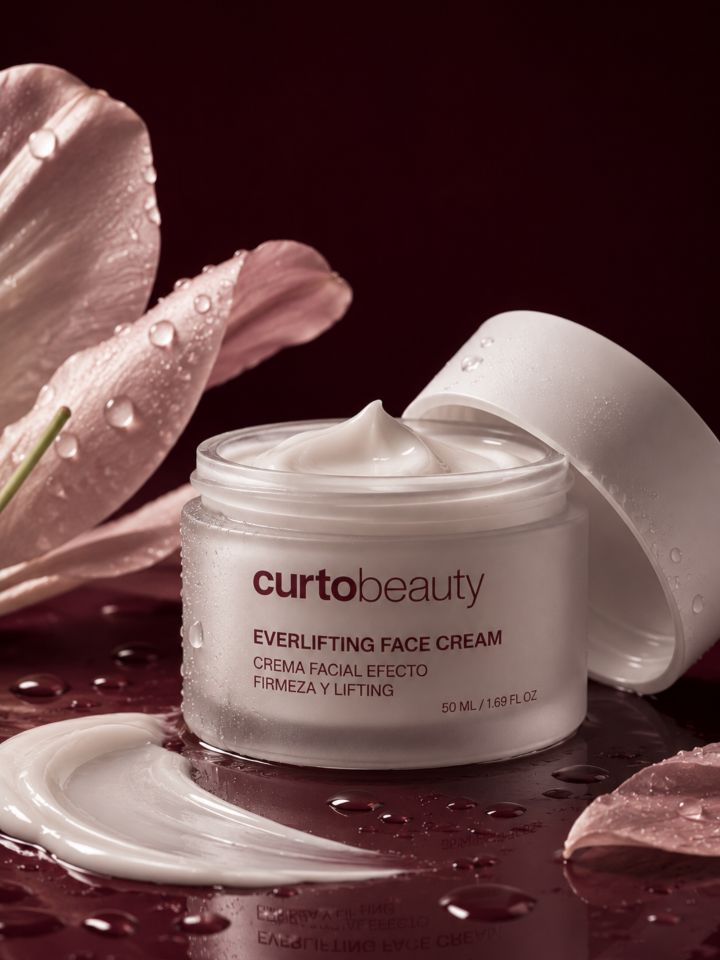 curtobeauty
EVERLIFTING FACE CREAM
CREMA FACIAL EFECTO
FIRMEZA Y LIFTING
50 ML / 1.69 FL OZ